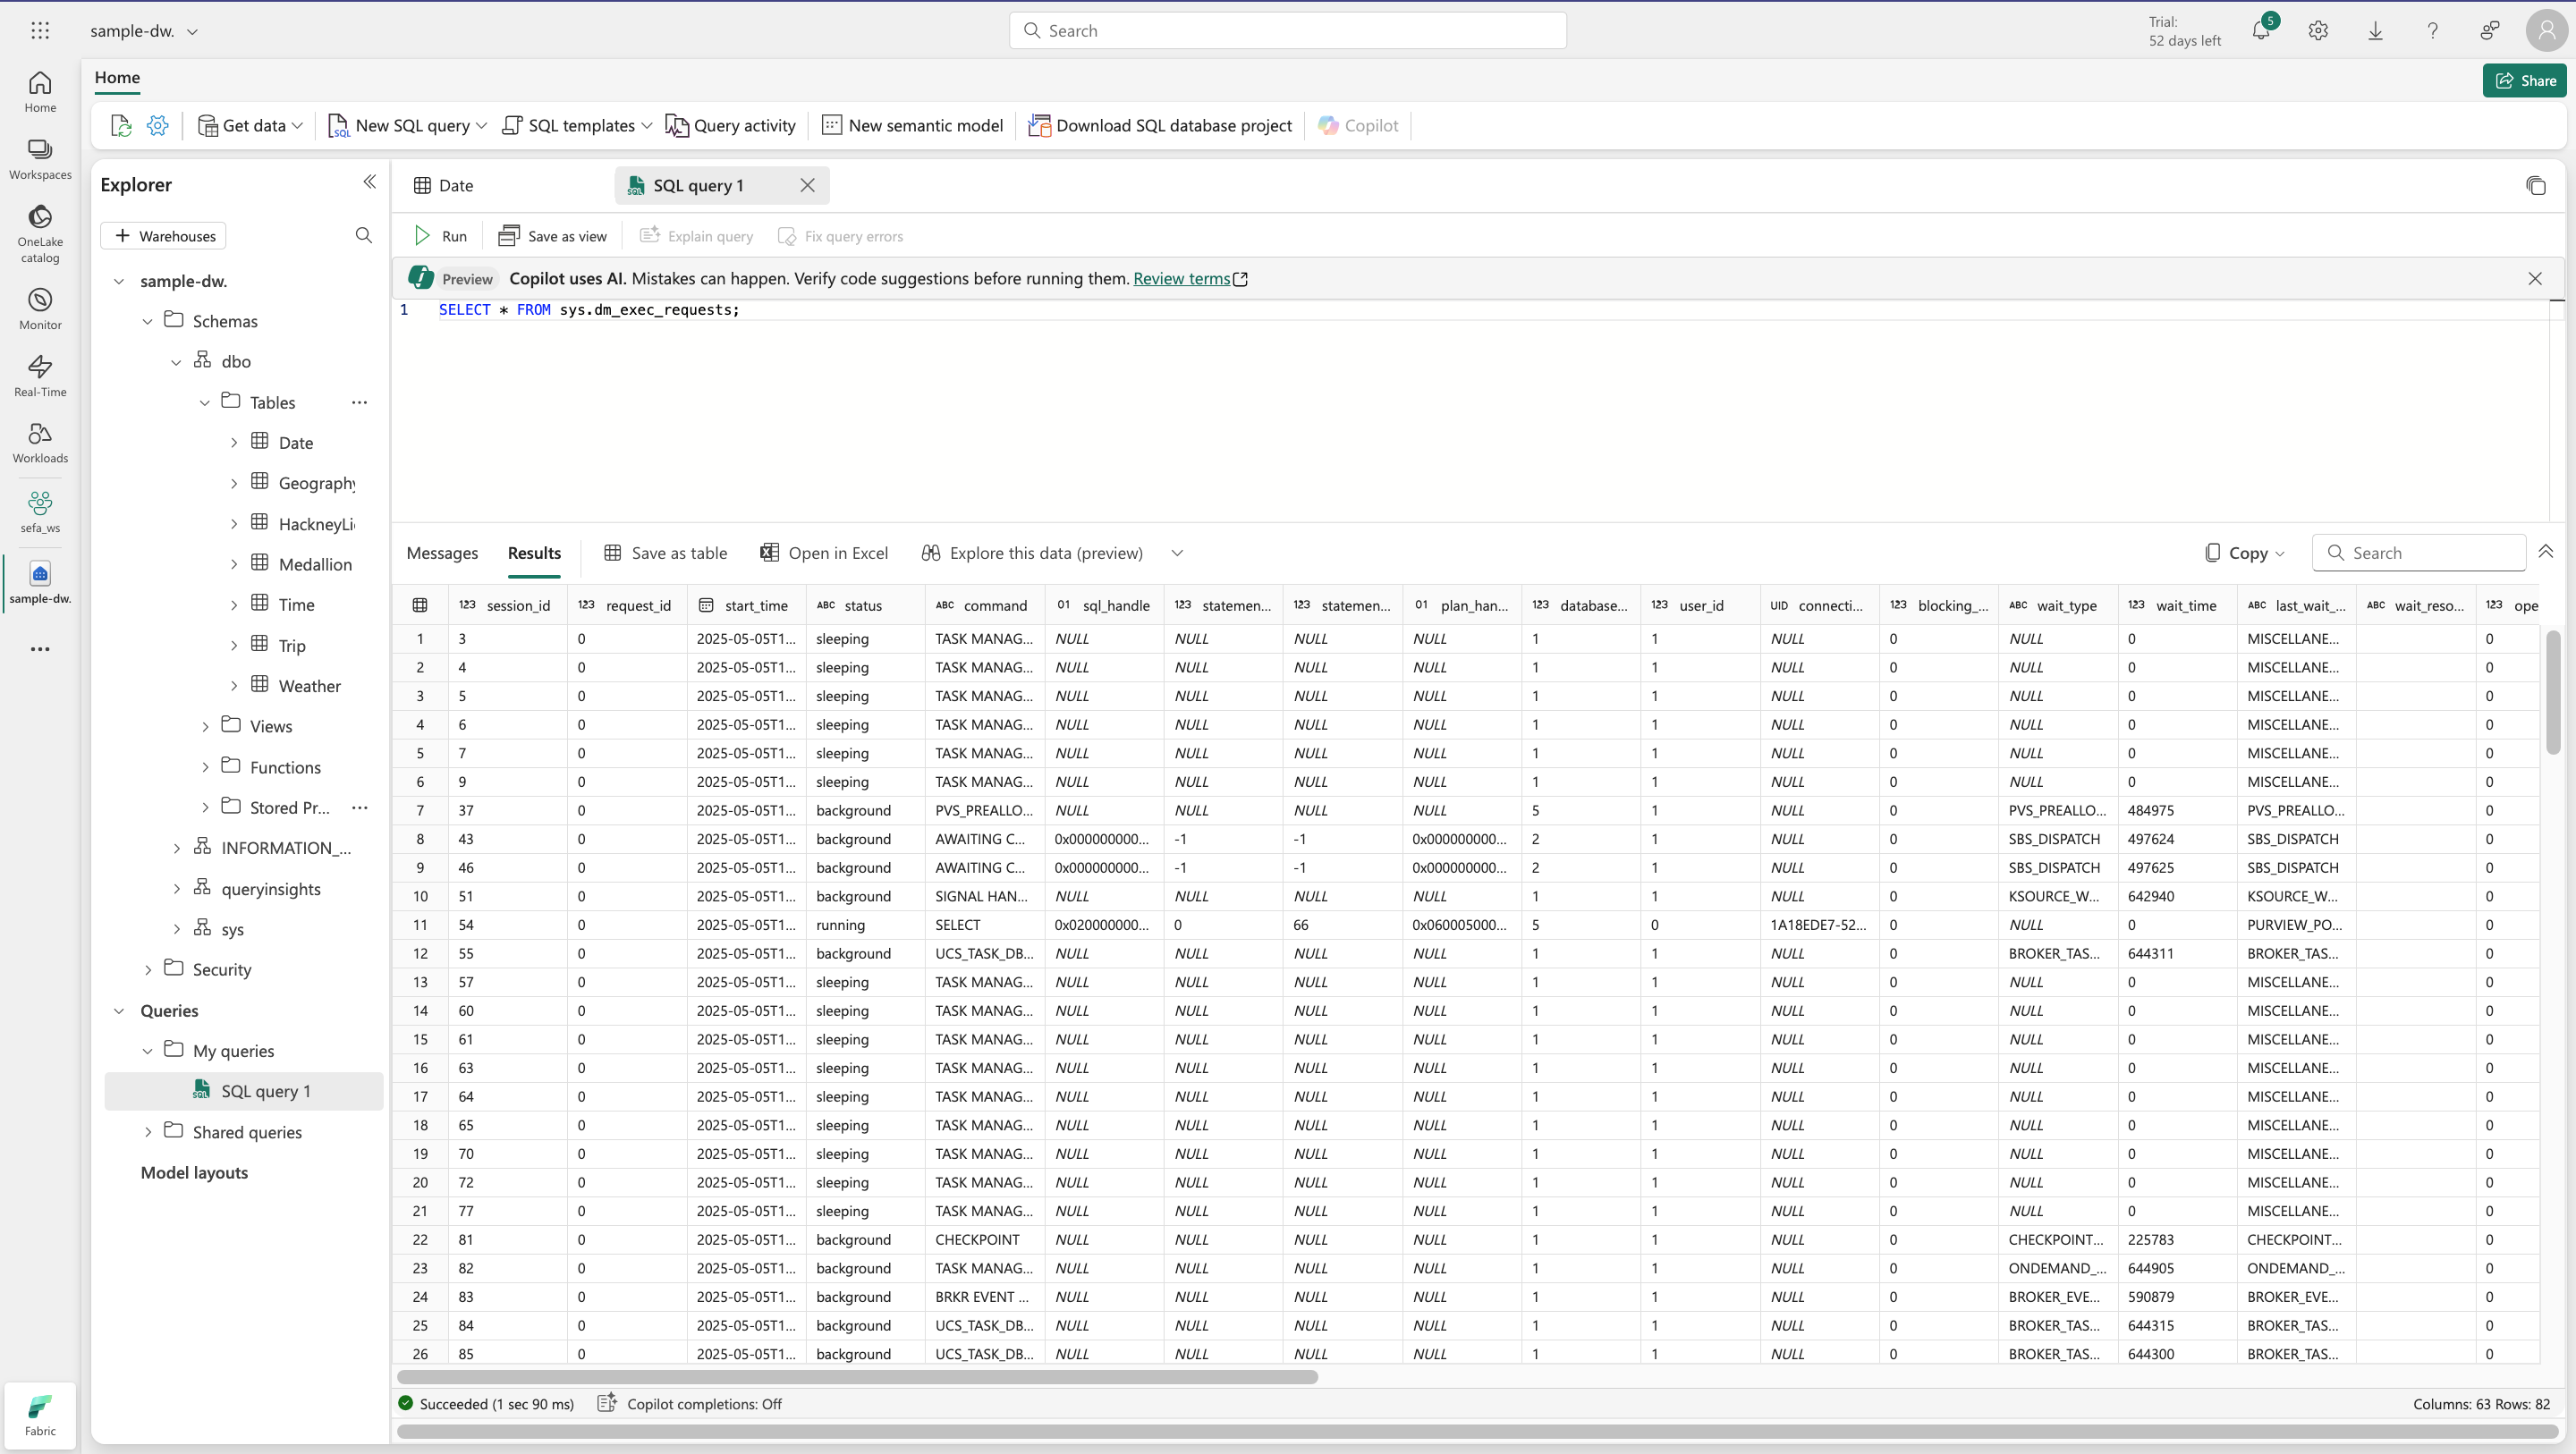 sample-dw.
Search
Trial:
52 days left
5
Home
Share
Get data
New SQL query
SQL templates
Query activity
New semantic model
Download SQL database project
Copilot
Home
Workspaces
OneLake
catalog
Monitor
Real-Time
Workloads
sefa_ws
sample-dw.
Fabric
Explorer
Warehouses
sample-dw.
Schemas
dbo
Tables
Date
Geography
HackneyLi
Medallion
Time
Trip
Weather
Views
Functions
Stored Pr...
INFORMATION_...
queryinsights
sys
Security
Queries
My queries
SQL query 1
Shared queries
Model layouts
Date
SQL query 1
Run
Save as view
Explain query
Fix query errors
Preview Copilot uses AI. Mistakes can happen. Verify code suggestions before running them. Review terms
1 SELECT * FROM sys.dm_exec_requests;
Messages Results Save as table Open in Excel Explore this data (preview) Copy Search
123 session_id 123 request_id start_time ABC status ABC command 01 sql_handle 123 statemen... 123 statemen... 01 plan_han... 123 database... 123 user_id UID connecti... 123 blocking_... ABC wait_type 123 wait_time ABC last_wait_... ABC wait_reso... 123 ope
1 3 0 2025-05-05T1... sleeping TASK MANAG... NULL NULL NULL NULL 1 1 NULL 0 NULL 0 MISCELLANE... 0
2 4 0 2025-05-05T1... sleeping TASK MANAG... NULL NULL NULL NULL 1 1 NULL 0 NULL 0 MISCELLANE... 0
3 5 0 2025-05-05T1... sleeping TASK MANAG... NULL NULL NULL NULL 1 1 NULL 0 NULL 0 MISCELLANE... 0
4 6 0 2025-05-05T1... sleeping TASK MANAG... NULL NULL NULL NULL 1 1 NULL 0 NULL 0 MISCELLANE... 0
5 7 0 2025-05-05T1... sleeping TASK MANAG... NULL NULL NULL NULL 1 1 NULL 0 NULL 0 MISCELLANE... 0
6 9 0 2025-05-05T1... sleeping TASK MANAG... NULL NULL NULL NULL 1 1 NULL 0 NULL 0 MISCELLANE... 0
7 37 0 2025-05-05T1... background PVS_PREALLO... NULL NULL NULL NULL 5 1 NULL 0 PVS_PREALLO... 484975 PVS_PREALLO... 0
8 43 0 2025-05-05T1... background AWAITING C... 0x000000000... -1 -1 0x000000000... 2 1 NULL 0 SBS_DISPATCH 497624 SBS_DISPATCH 0
9 46 0 2025-05-05T1... background AWAITING C... 0x000000000... -1 -1 0x000000000... 2 1 NULL 0 SBS_DISPATCH 497625 SBS_DISPATCH 0
10 51 0 2025-05-05T1... background SIGNAL HAN... NULL NULL NULL NULL 1 1 NULL 0 KSOURCE_W... 642940 KSOURCE_W... 0
11 54 0 2025-05-05T1... running SELECT 0x020000000... 0 66 0x060005000... 5 0 1A18EDE7-52... 0 NULL 0 PURVIEW_PO... 0
12 55 0 2025-05-05T1... background UCS_TASK_DB... NULL NULL NULL NULL 1 1 NULL 0 BROKER_TAS... 644311 BROKER_TAS... 0
13 57 0 2025-05-05T1... sleeping TASK MANAG... NULL NULL NULL NULL 1 1 NULL 0 NULL 0 MISCELLANE... 0
14 60 0 2025-05-05T1... sleeping TASK MANAG... NULL NULL NULL NULL 1 1 NULL 0 NULL 0 MISCELLANE... 0
15 61 0 2025-05-05T1... sleeping TASK MANAG... NULL NULL NULL NULL 1 1 NULL 0 NULL 0 MISCELLANE... 0
16 63 0 2025-05-05T1... sleeping TASK MANAG... NULL NULL NULL NULL 1 1 NULL 0 NULL 0 MISCELLANE... 0
17 64 0 2025-05-05T1... sleeping TASK MANAG... NULL NULL NULL NULL 1 1 NULL 0 NULL 0 MISCELLANE... 0
18 65 0 2025-05-05T1... sleeping TASK MANAG... NULL NULL NULL NULL 1 1 NULL 0 NULL 0 MISCELLANE... 0
19 70 0 2025-05-05T1... sleeping TASK MANAG... NULL NULL NULL NULL 1 1 NULL 0 NULL 0 MISCELLANE... 0
20 72 0 2025-05-05T1... sleeping TASK MANAG... NULL NULL NULL NULL 1 1 NULL 0 NULL 0 MISCELLANE... 0
21 77 0 2025-05-05T1... sleeping TASK MANAG... NULL NULL NULL NULL 1 1 NULL 0 NULL 0 MISCELLANE... 0
22 81 0 2025-05-05T1... background CHECKPOINT NULL NULL NULL NULL 1 1 NULL 0 CHECKPOINT... 225783 CHECKPOINT... 0
23 82 0 2025-05-05T1... background TASK MANAG... NULL NULL NULL NULL 1 1 NULL 0 ONDEMAND_... 644905 ONDEMAND_... 0
24 83 0 2025-05-05T1... background BRKR EVENT ... NULL NULL NULL NULL 1 1 NULL 0 BROKER_EVE... 590879 BROKER_EVE... 0
25 84 0 2025-05-05T1... background UCS_TASK_DB... NULL NULL NULL NULL 1 1 NULL 0 BROKER_TAS... 644315 BROKER_TAS... 0
26 85 0 2025-05-05T1... background UCS_TASK_DB... NULL NULL NULL NULL 1 1 NULL 0 BROKER_TAS... 644300 BROKER_TAS... 0
Succeeded (1 sec 90 ms) Copilot completions: Off Columns: 63 Rows: 82